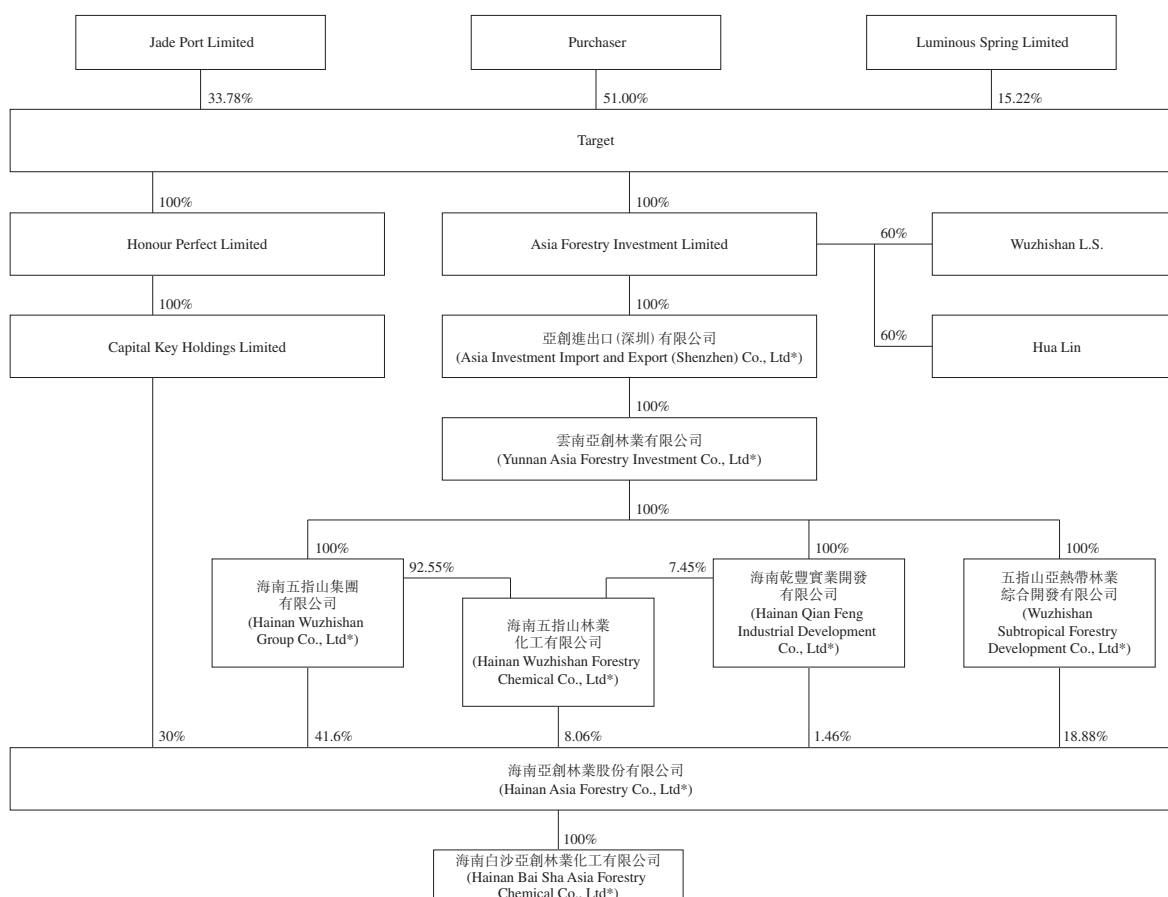 Jade Port Limited
Purchaser
Luminous Spring Limited
33.78%
51.00%
15.22%
Target
100%
100%
Honour Perfect Limited
Asia Forestry Investment Limited
60%
Wuzhishan L.S.
100%
100%
Capital Key Holdings Limited
亞創進出口(深圳)有限公司
(Asia Investment Import and Export (Shenzhen) Co., Ltd*)
60%
Hua Lin
100%
雲南亞創林業有限公司
(Yunnan Asia Forestry Investment Co., Ltd*)
100%
100%
100%
100%
海南五指山集團
有限公司
(Hainan Wuzhishan
Group Co., Ltd*)
92.55%
海南五指山林業
化工有限公司
(Hainan Wuzhishan Forestry
Chemical Co., Ltd*)
7.45%
海南乾豐實業開發
有限公司
(Hainan Qian Feng
Industrial Development
Co., Ltd*)
五指山亞熱帶林業
綜合開發有限公司
(Wuzhishan
Subtropical Forestry
Development Co., Ltd*)
30%
41.6%
8.06%
1.46%
18.88%
海南亞創林業股份有限公司
(Hainan Asia Forestry Co., Ltd*)
100%
海南白沙亞創林業化工有限公司
(Hainan Bai Sha Asia Forestry
Chemical Co., Ltd*)